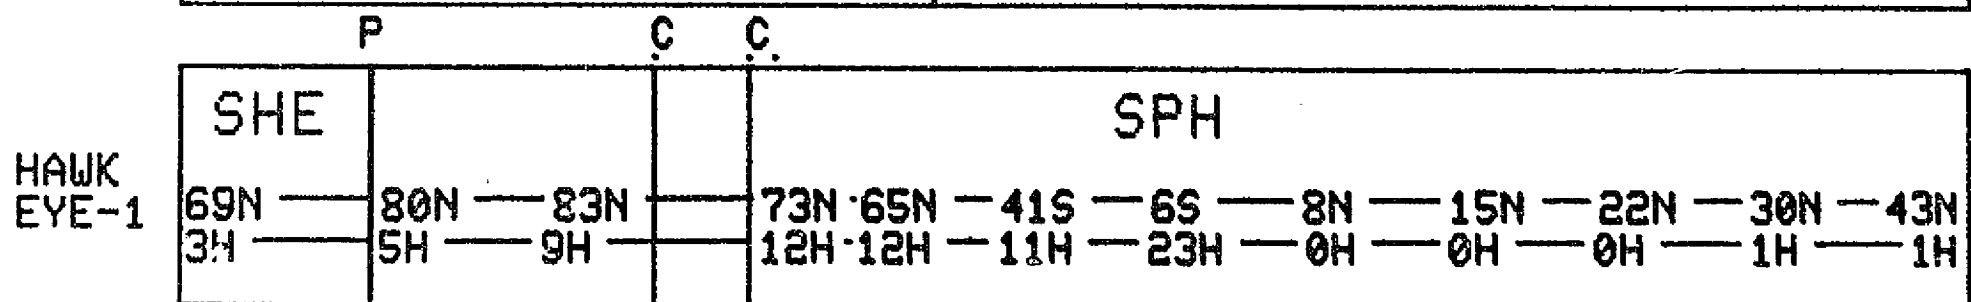 P C C
SHE SPH
HAWK
EYE-1
69N 80N 83N 73N 65N 41S 6S 8N 15N 22N 30N 43N
3H 5H 9H 12H 12H 11H 23H 0H 0H 0H 1H 1H